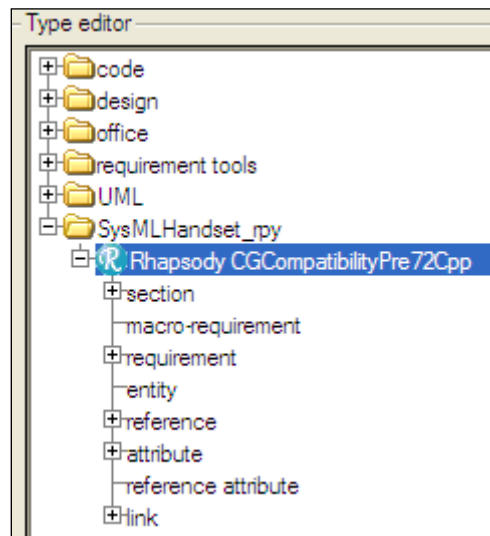 Type editor
code
design
office
requirement tools
UML
SysMLHandset_rpy
Rhapsody CGCompatibilityPre72Cpp
section
macro-requirement
requirement
entity
reference
attribute
reference attribute
link